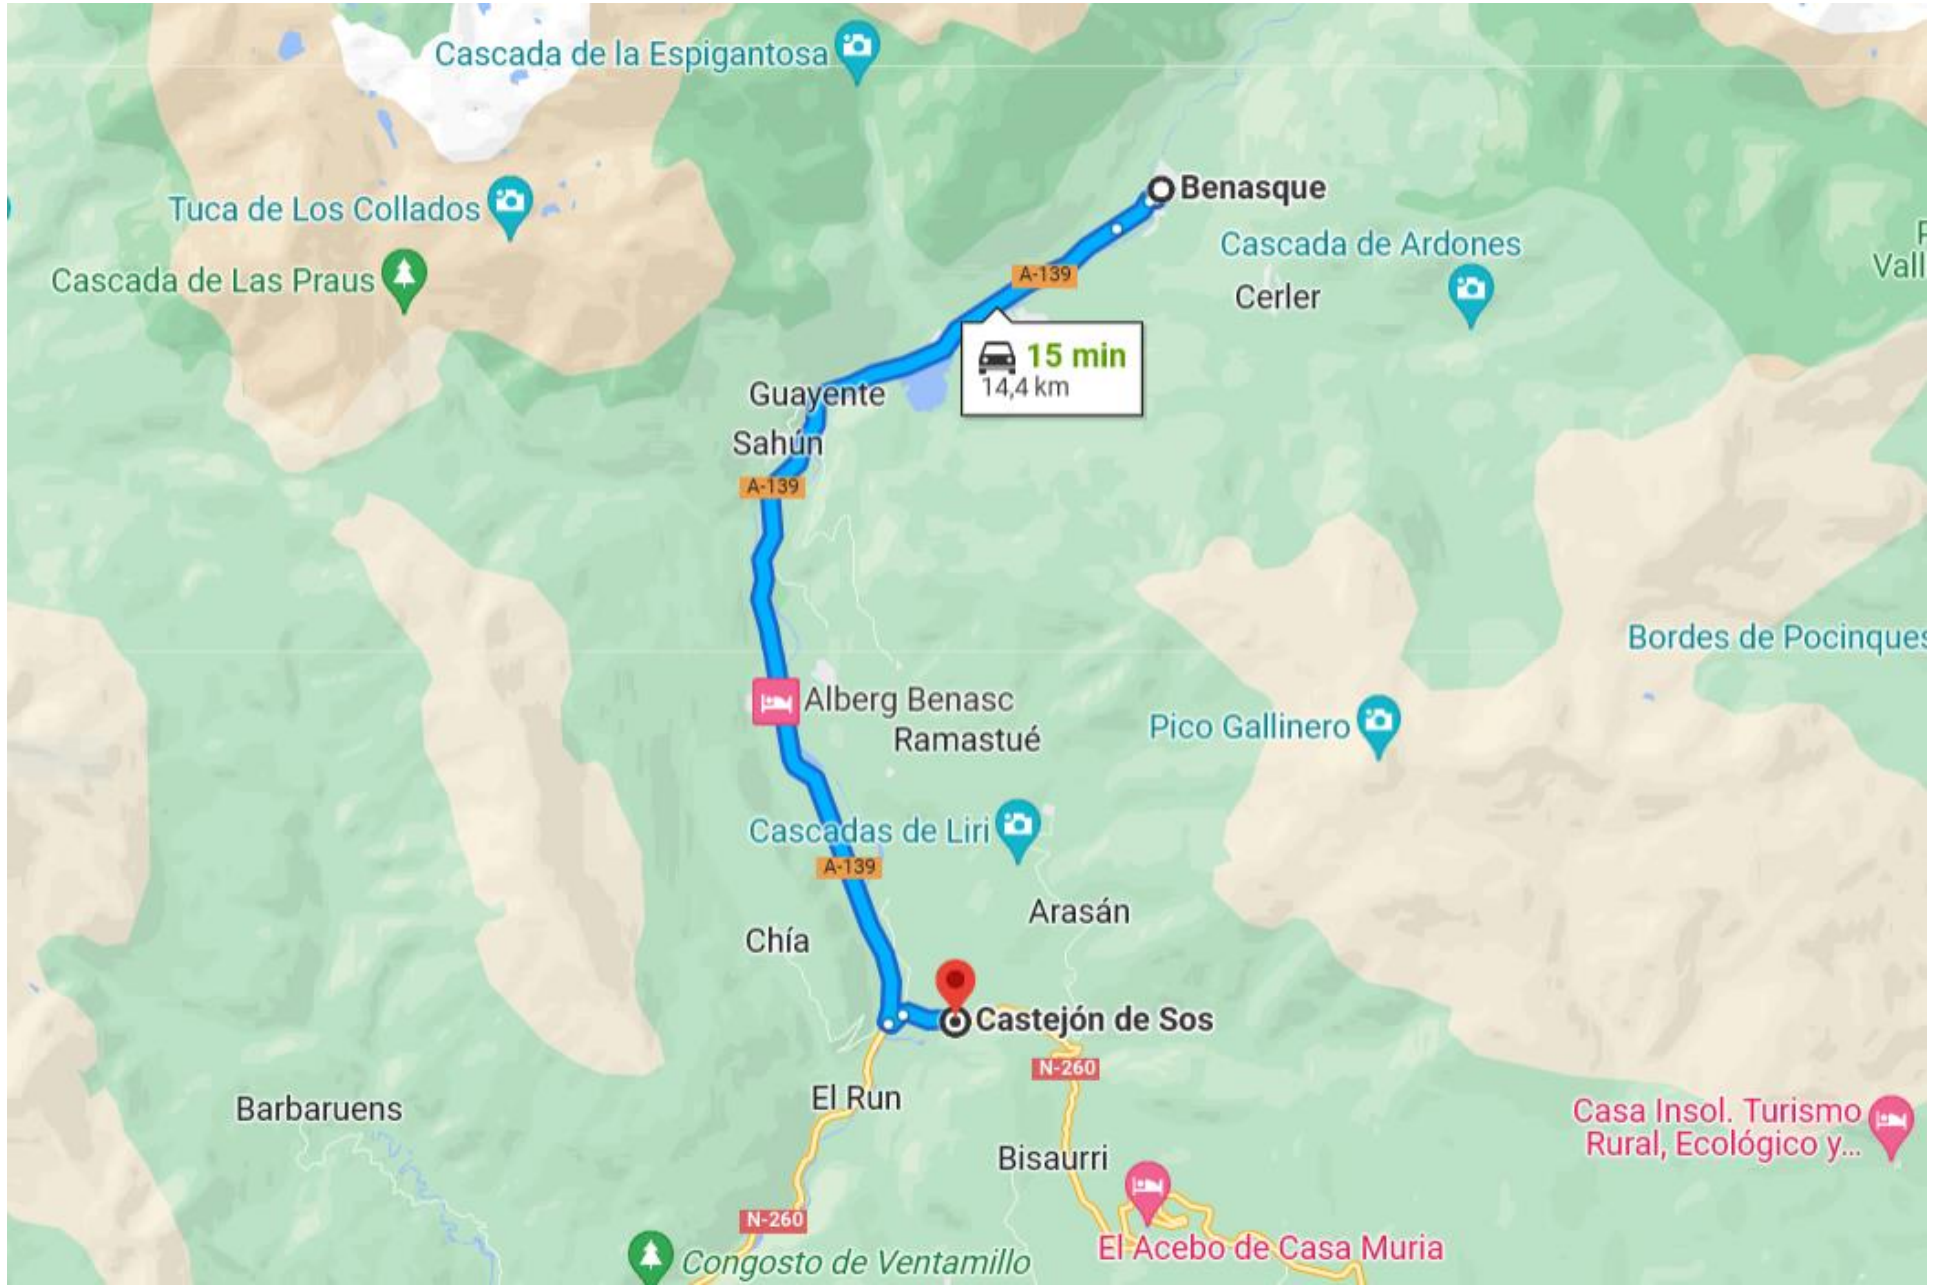 Cascada de la Espigantosa
Benasque
Tuca de Los Collados
Cascada de Ardones
Cascada de Las Praus
A-139
Cerler
Vall
15 min
14,4 km
Guayente
Sahún
A-139
Bordes de Pocinques
Alberg Benasc
Ramastué
Pico Gallinero
Cascadas de Liri
A-139
Arasán
Chía
Castejón de Sos
N-260
El Run
Barbaruens
Casa Insol. Turismo
Rural, Ecológico y...
Bisaurri
N-260
El Acebo de Casa Muria
Congosto de Ventamillo